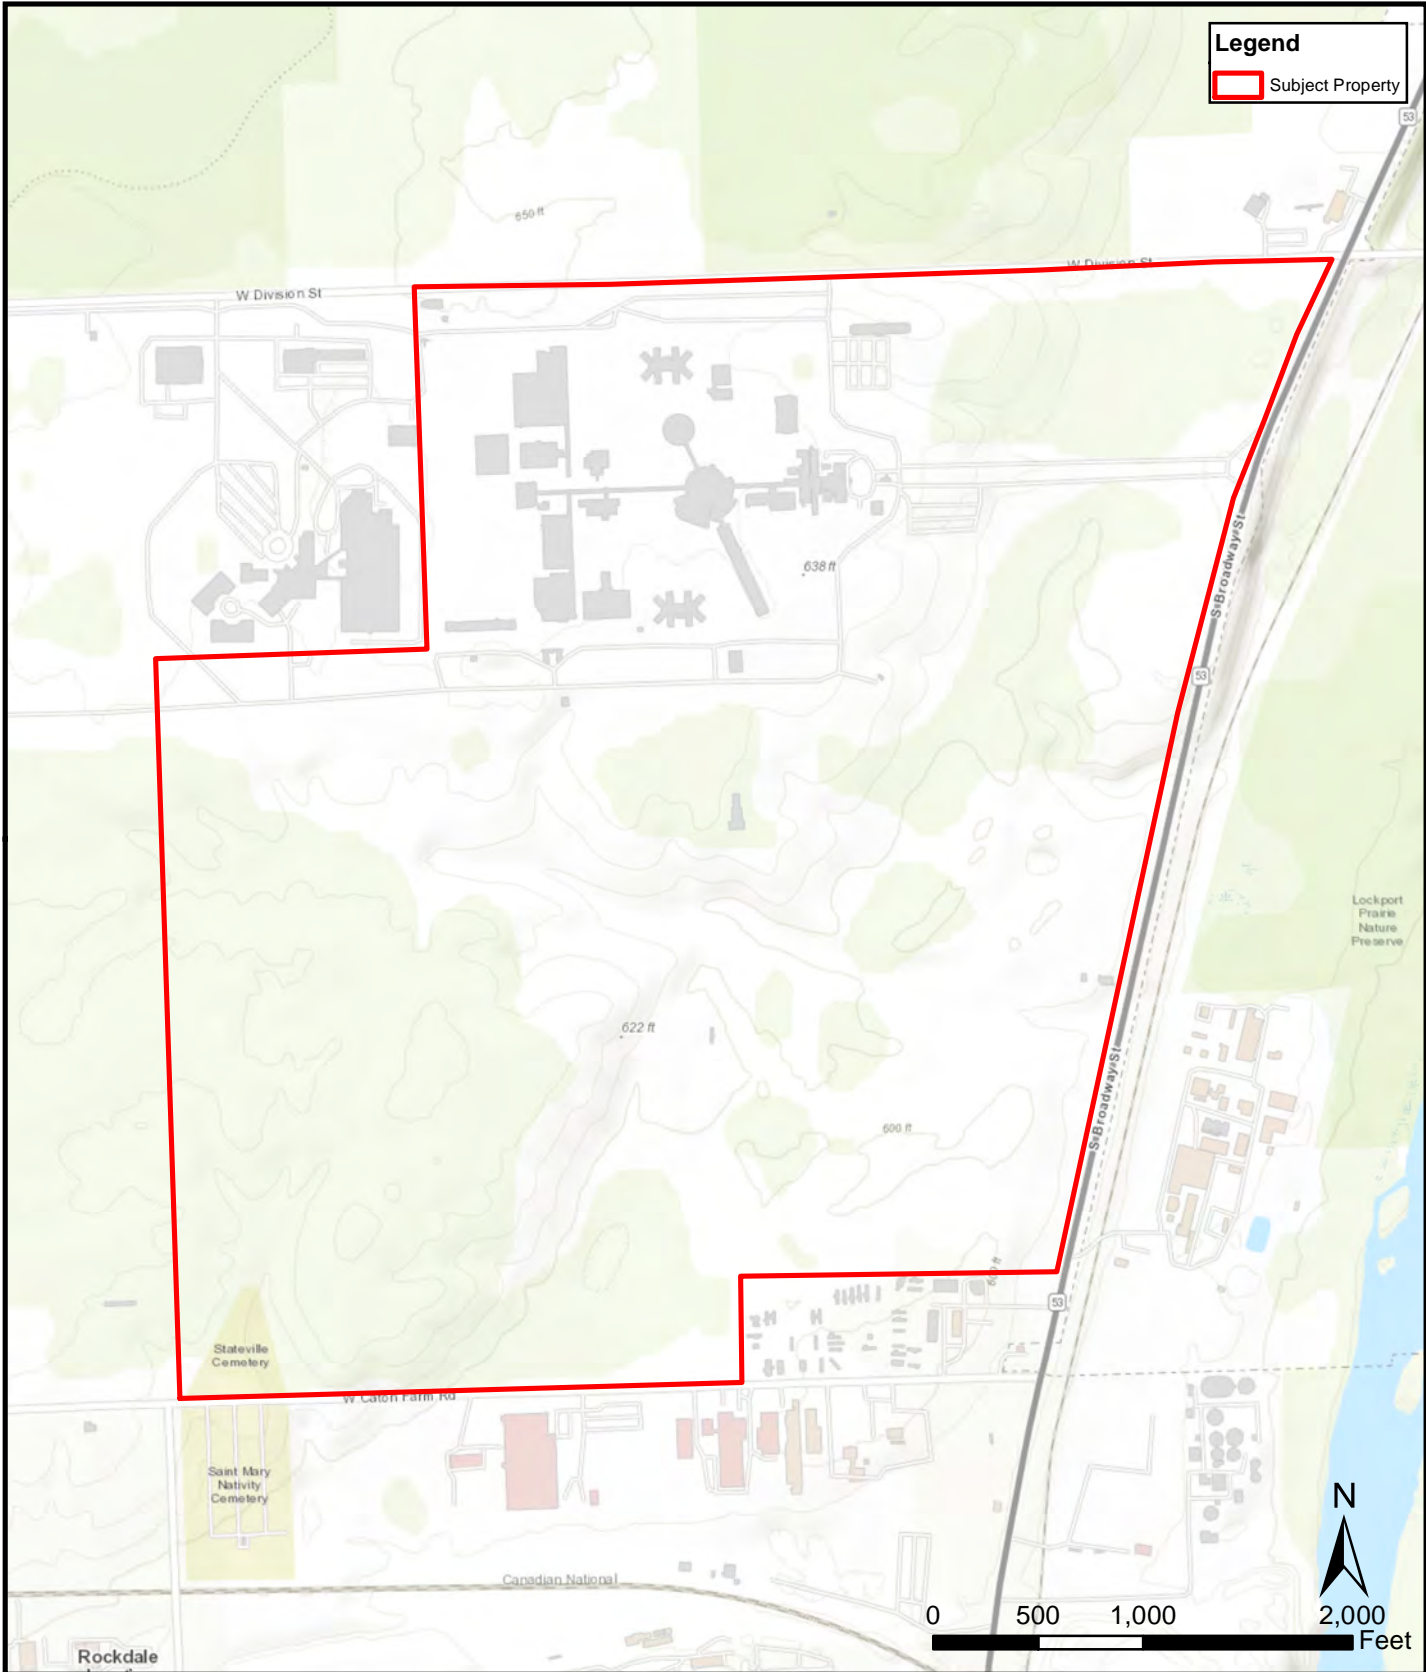 Legend
Subject Property
53
650 ft
W Division St
W Division St
638 ft
S Broadway St
53
Lockport
Prairie
Nature
Preserve
622 ft
S Broadway St
600 ft
53
Stateville
Cemetery
W Caton Farm Rd
Saint Mary
Nativity
Cemetery
N
Canadian National
0 500 1,000 2,000
Feet
Rockdale